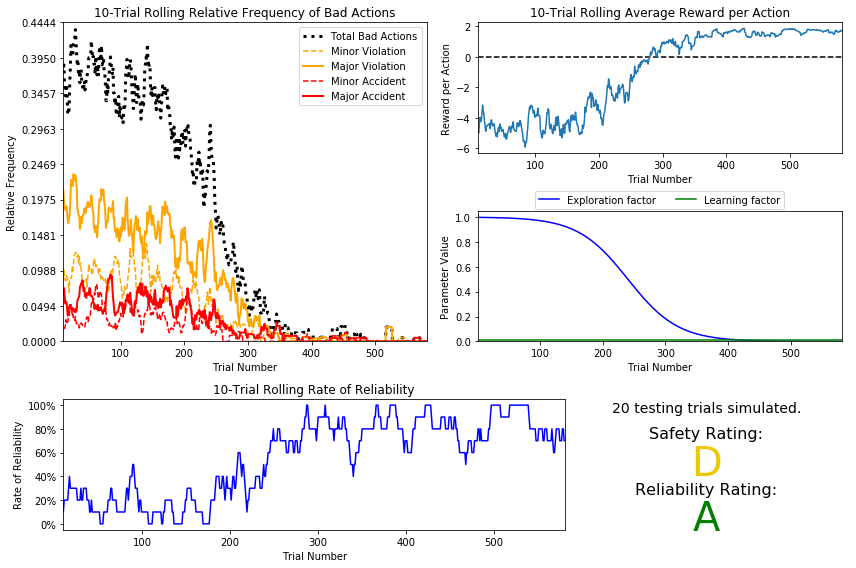 10-Trial Rolling Relative Frequency of Bad Actions
Relative Frequency
0.4444
0.3950
0.3457
0.2963
0.2469
0.1975
0.1481
0.0988
0.0494
0.0000
Total Bad Actions
Minor Violation
Major Violation
Minor Accident
Major Accident
100 200 300 400 500
Trial Number
10-Trial Rolling Average Reward per Action
Reward per Action
2
0
−2
−4
−6
100 200 300 400 500
Trial Number
Exploration factor Learning factor
Parameter Value
1.0
0.8
0.6
0.4
0.2
0.0
100 200 300 400 500
Trial Number
10-Trial Rolling Rate of Reliability
Rate of Reliability
100%
80%
60%
40%
20%
0%
100 200 300 400 500
Trial Number
20 testing trials simulated.
Safety Rating:
D
Reliability Rating:
A